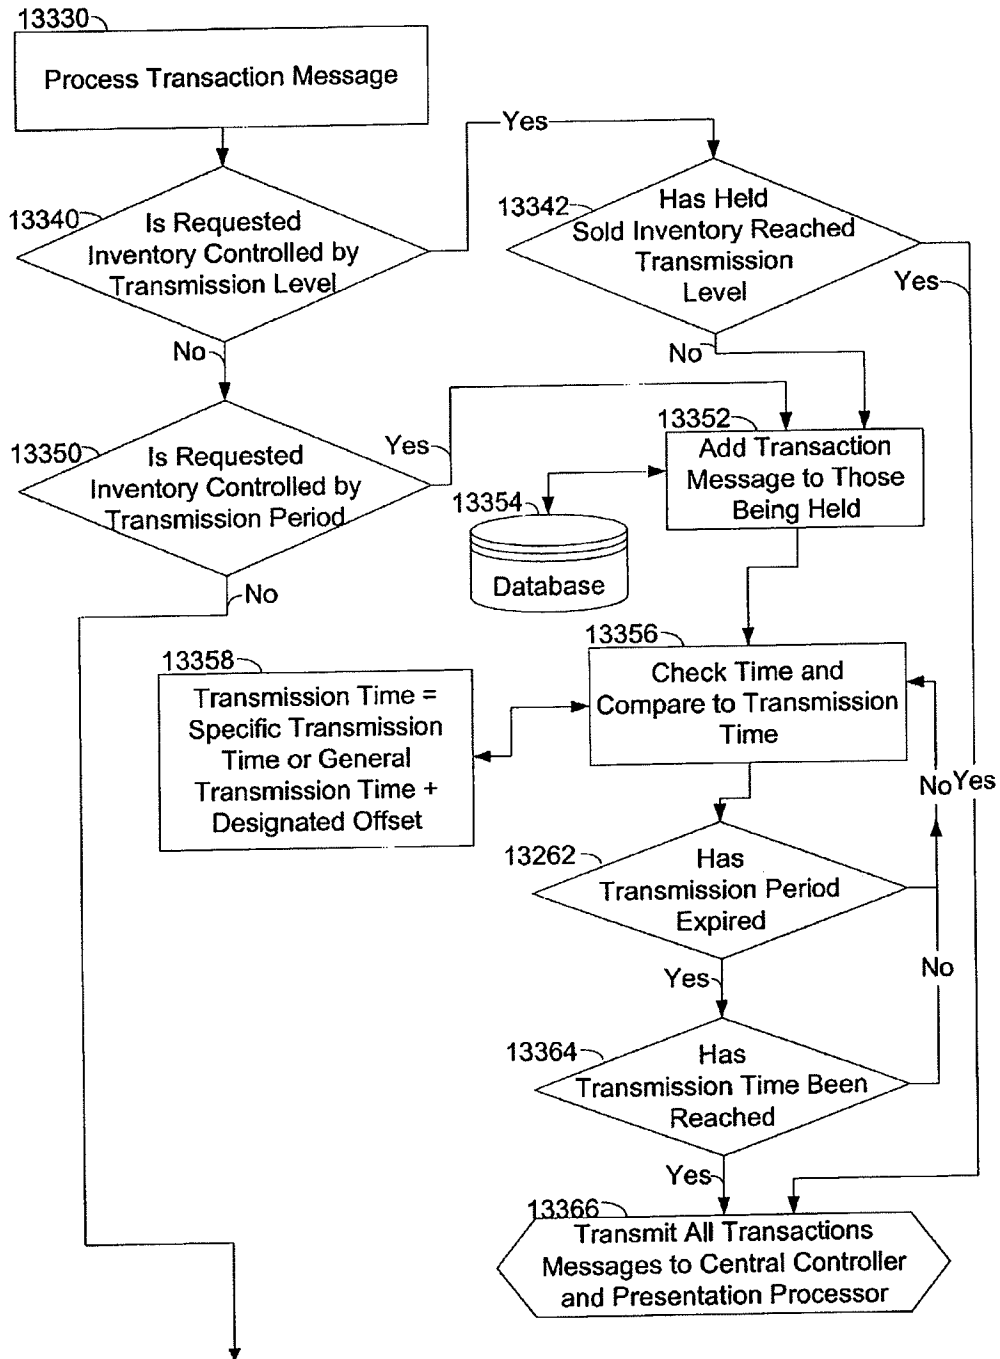 13330
Process Transaction Message
Yes
13340
Is Requested
Inventory Controlled by
Transmission Level
13342
Has Held
Sold Inventory Reached
Transmission
Level
Yes
No
No
13350
Is Requested
Inventory Controlled by
Transmission Period
Yes
13352
Add Transaction
Message to Those
Being Held
13354
Database
No
13356
Check Time and
Compare to Transmission
Time
13358
Transmission Time =
Specific Transmission
Time or General
Transmission Time +
Designated Offset
No
Yes
13262
Has
Transmission Period
Expired
No
Yes
13364
Has
Transmission Time Been
Reached
Yes
13366
Transmit All Transactions
Messages to Central Controller
and Presentation Processor